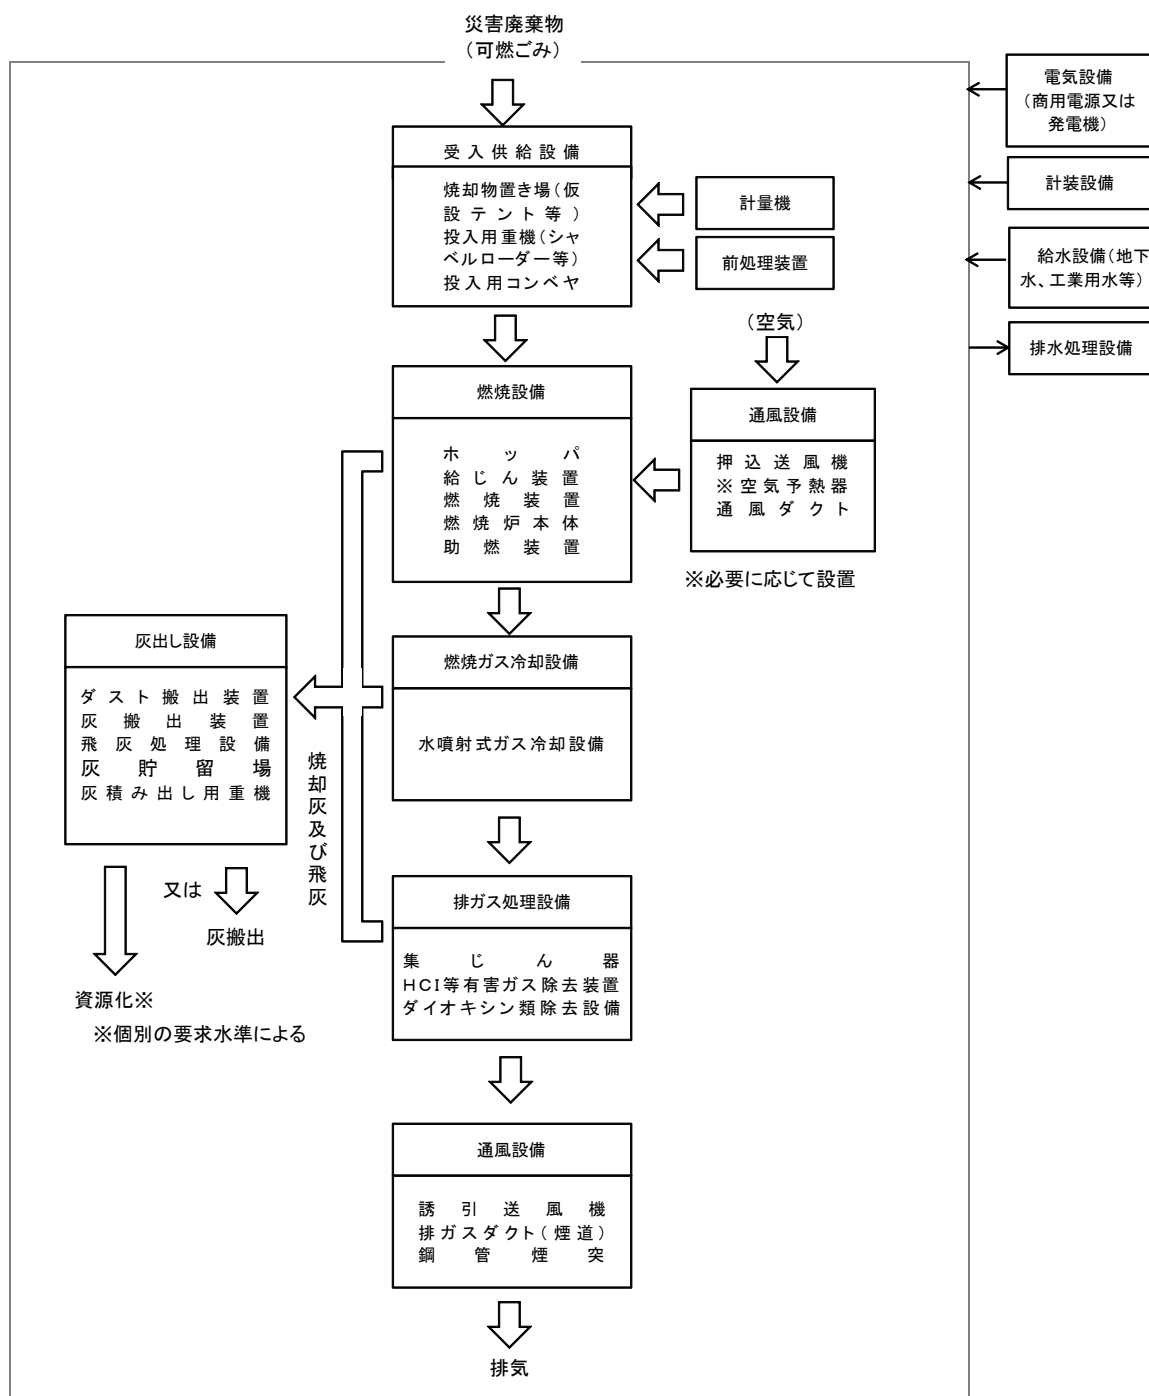 災害廃棄物
（可燃ごみ）
受入供給設備
焼却物置き場（仮
設テント等）
投入用重機（シャ
ベルローダー等）
投入用コンベヤ
計量機
前処理装置
電気設備
（商用電源又は
発電機）
計装設備
給水設備（地下
水、工業用水等）
排水処理設備
（空気）
燃焼設備
ホッパ
給じん装置
燃焼装置
燃焼炉本体
助燃装置
通風設備
押込送風機
※空気予熱器
通風ダクト
※必要に応じて設置
灰出し設備
ダスト搬出装置
灰搬出装置
飛灰処理設備
灰貯留場
灰積み出し用重機
燃焼ガス冷却設備
水噴射式ガス冷却設備
焼却灰及び飛灰
又は
灰搬出
資源化※
※個別の要求水準による
排ガス処理設備
集じん器
HCl等有害ガス除去装置
ダイオキシン類除去設備
通風設備
誘引送風機
排ガスダクト（煙道）
鋼管煙突
排気